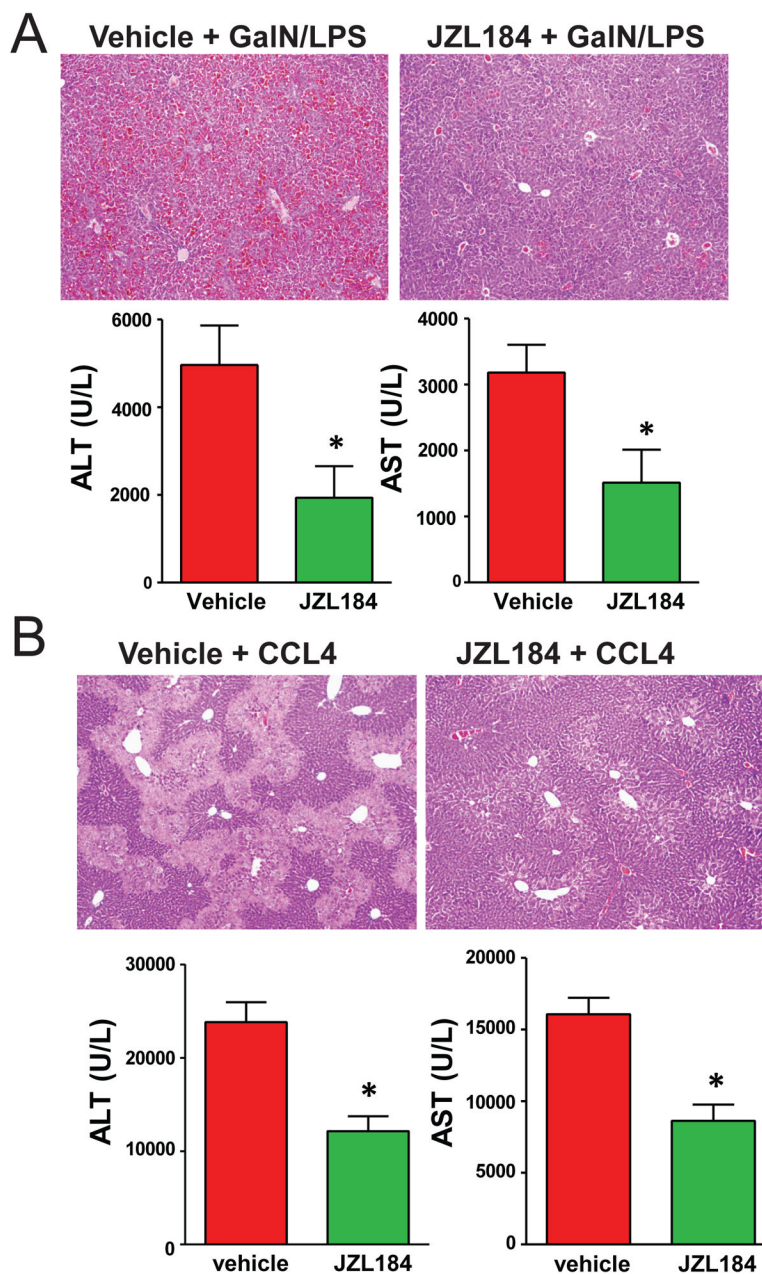 A
Vehicle + GalN/LPS
JZL184 + GalN/LPS
ALT (U/L)
6000
4000
2000
0
Vehicle
JZL184
*
AST (U/L)
4000
3000
2000
1000
0
Vehicle
JZL184
*
B
Vehicle + CCL4
JZL184 + CCL4
ALT (U/L)
30000
20000
10000
0
vehicle
JZL184
*
AST (U/L)
20000
15000
10000
5000
0
vehicle
JZL184
*